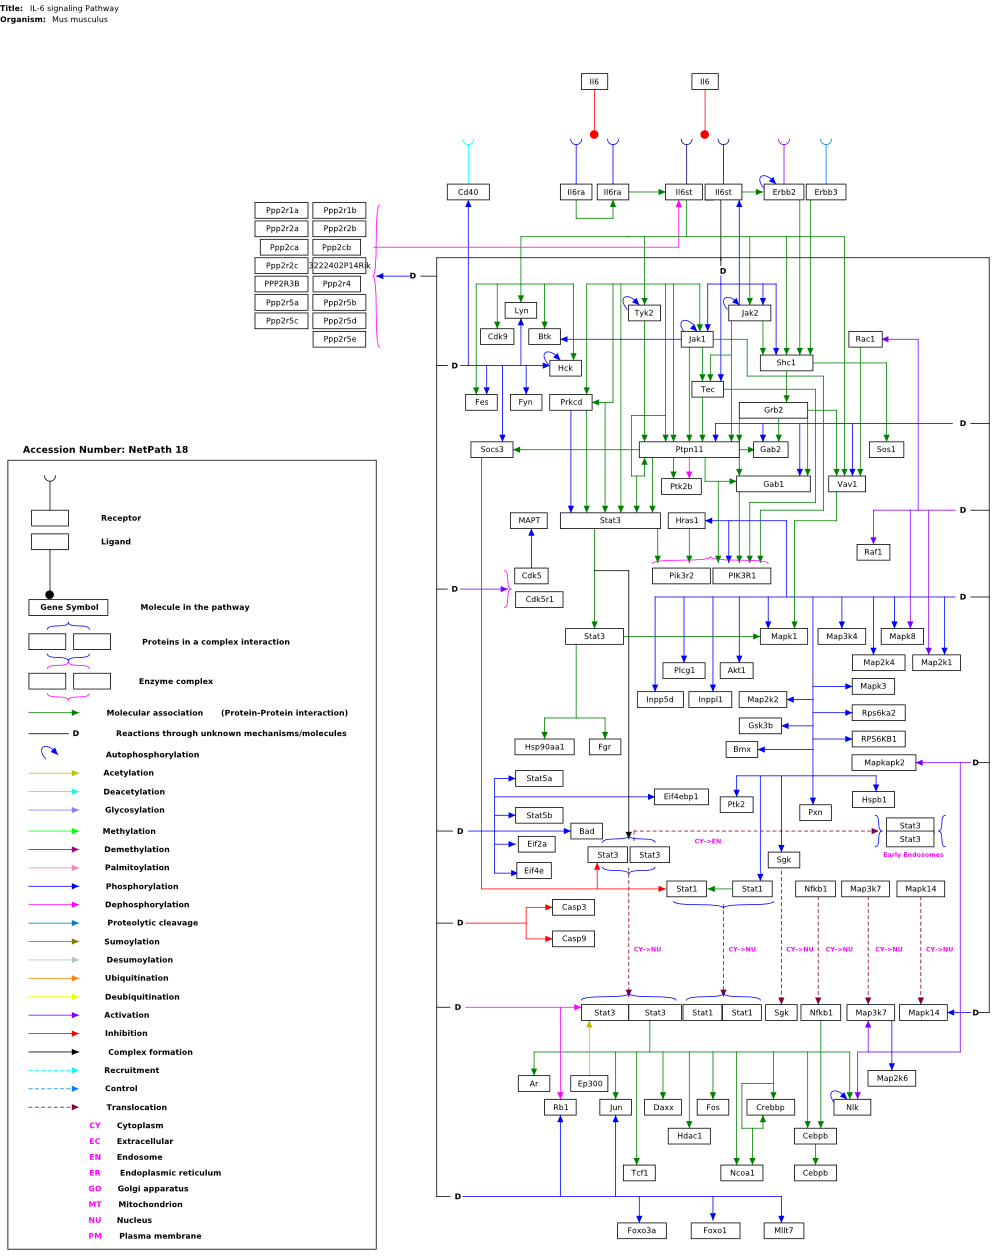 Title: IL-6 signaling Pathway
Organism: Mus musculus
Il6 Il6
Cd40 Il6ra Il6ra Il6st Il6st Erbb2 Erbb3
Ppp2r1a Ppp2r1b
Ppp2r2a Ppp2r2b
Ppp2ca Ppp2cb
Ppp2r2c 3222402P14Rik
D D
PPP2R3B Ppp2r4
Ppp2r5a Ppp2r5b
Ppp2r5c Ppp2r5d
Ppp2r5e
Lyn Tyk2 Jak2
Cdk9 Btk Jak1 Rac1
D Hck Shc1
Tec
Fes Fyn Prkcd
Grb2
D
Socs3 Ptpn11 Gab2 Sos1
Ptk2b Gab1 Vav1
D
MAPT Stat3 Hras1
Raf1
Cdk5 Pik3r2 PIK3R1
D
Cdk5r1 D
Stat3 Mapk1 Map3k4 Mapk8
Plcg1 Akt1 Map2k4 Map2k1
Mapk3
Inpp5d Inppl1 Map2k2
Rps6ka2
Gsk3b
RPS6KB1
Hsp90aa1 Fgr Bmx
Mapkapk2 D
Stat5a
Eif4ebp1 Ptk2 Hspb1
Stat5b Pxn
D Bad Stat3
CY->EN Stat3
Eif2a Early Endosomes
Stat3 Stat3 Sgk
Eif4e
Stat1 Stat1 Nfkb1 Map3k7 Mapk14
Casp3
D
Casp9
CY->NU CY->NU CY->NU CY->NU CY->NU CY->NU
D Stat3 Stat3 Stat1 Stat1 Sgk Nfkb1 Map3k7 Mapk14 D
Ar Ep300 Map2k6
Rb1 Jun Daxx Fos Crebbp Nlk
Hdac1 Cebpb
Tcf1 Ncoa1 Cebpb
D
Foxo3a Foxo1 Mllt7
Accession Number: NetPath 18
Receptor
Ligand
Gene Symbol Molecule in the pathway
Proteins in a complex interaction
Enzyme complex
Molecular association (Protein-Protein interaction)
D Reactions through unknown mechanisms/molecules
Autophosphorylation
Acetylation
Deacetylation
Glycosylation
Methylation
Demethylation
Palmitoylation
Phosphorylation
Dephosphorylation
Proteolytic cleavage
Sumoylation
Desumoylation
Ubiquitination
Deubiquitination
Activation
Inhibition
Complex formation
Recruitment
Control
Translocation
CY Cytoplasm
EC Extracellular
EN Endosome
ER Endoplasmic reticulum
GO Golgi apparatus
MT Mitochondrion
NU Nucleus
PM Plasma membrane